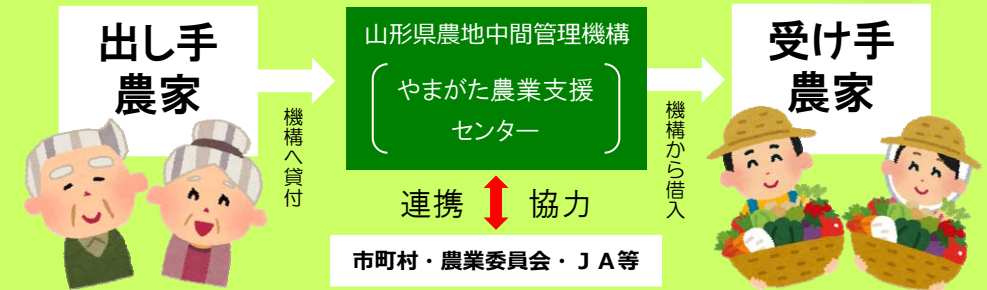 出し手
農家
機構へ貸付
山形県農地中間管理機構
やまがた農業支援
センター
機構から借入
受け手
農家
連携
協力
市町村・農業委員会・ＪＡ等